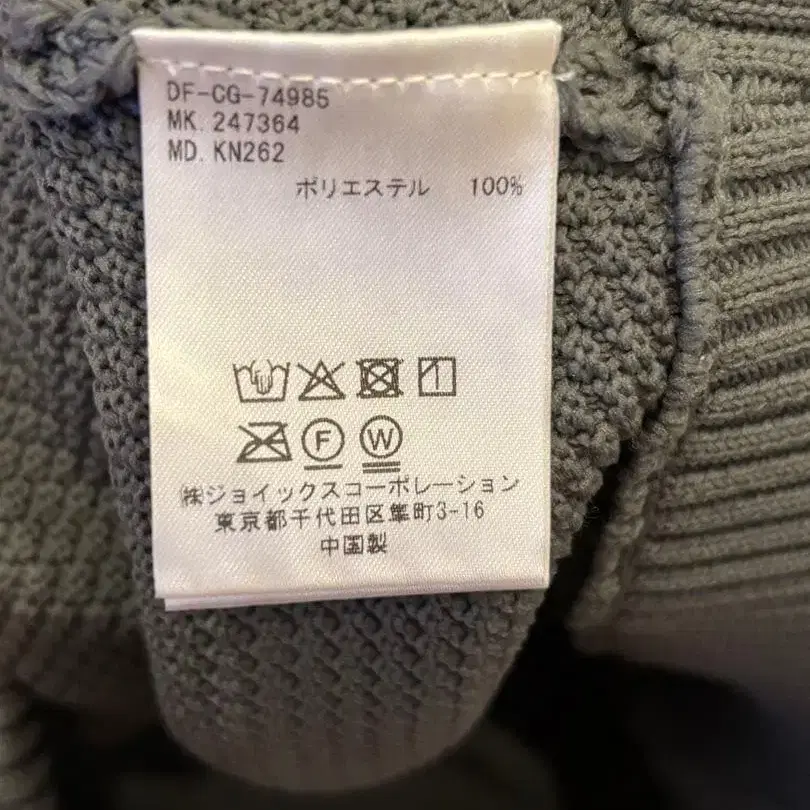 DF-CG-74985
MK. 247364
MD. KN262
ポリエステル 100%
F W
㈱ジョイックスコーポレーション
東京都千代田区隼町3-16
中国製